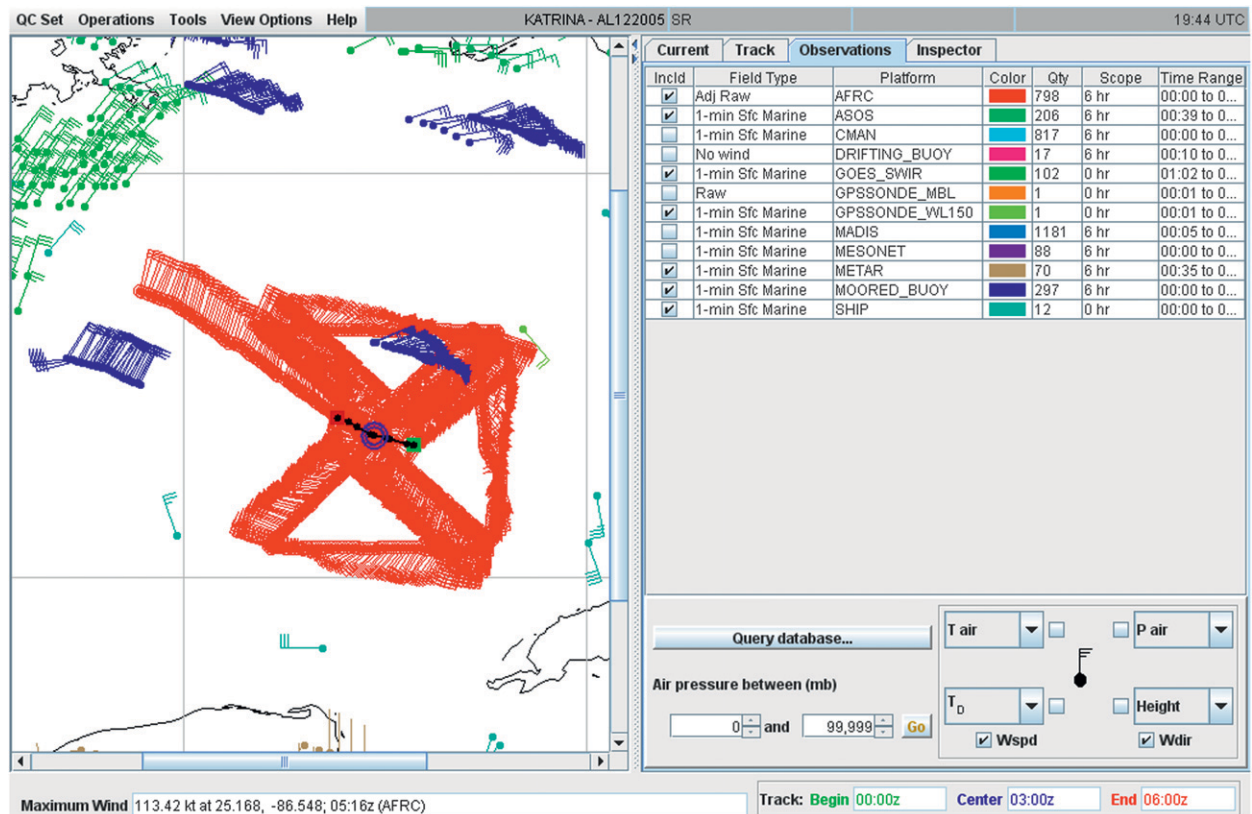 QC Set Operations Tools View Options Help KATRINA - AL122005 SR 19:44 UTC
Current Track Observations Inspector
Incld Field Type Platform Color Qty Scope Time Range
Adj Raw AFRC 798 6 hr 00:00 to 0...
1-min Sfc Marine ASOS 206 6 hr 00:39 to 0...
1-min Sfc Marine CMAN 817 6 hr 00:00 to 0...
No wind DRIFTING_BUOY 17 6 hr 00:10 to 0...
1-min Sfc Marine GOES_SWIR 102 0 hr 01:02 to 0...
Raw GPSSONDE_MBL 1 0 hr 00:01 to 0...
1-min Sfc Marine GPSSONDE_WL150 1 0 hr 00:01 to 0...
1-min Sfc Marine MADIS 1181 6 hr 00:05 to 0...
1-min Sfc Marine MESONET 88 6 hr 00:00 to 0...
1-min Sfc Marine METAR 70 6 hr 00:35 to 0...
1-min Sfc Marine MOORED_BUOY 297 6 hr 00:00 to 0...
1-min Sfc Marine SHIP 12 0 hr 00:00 to 0...
Query database...
Air pressure between (mb)
0 and 99,999 Go
T air P air
TD Height
Wspd Wdir
Maximum Wind 113.42 kt at 25.168, -86.548; 05:16z (AFRC)
Track: Begin 00:00z Center 03:00z End 06:00z